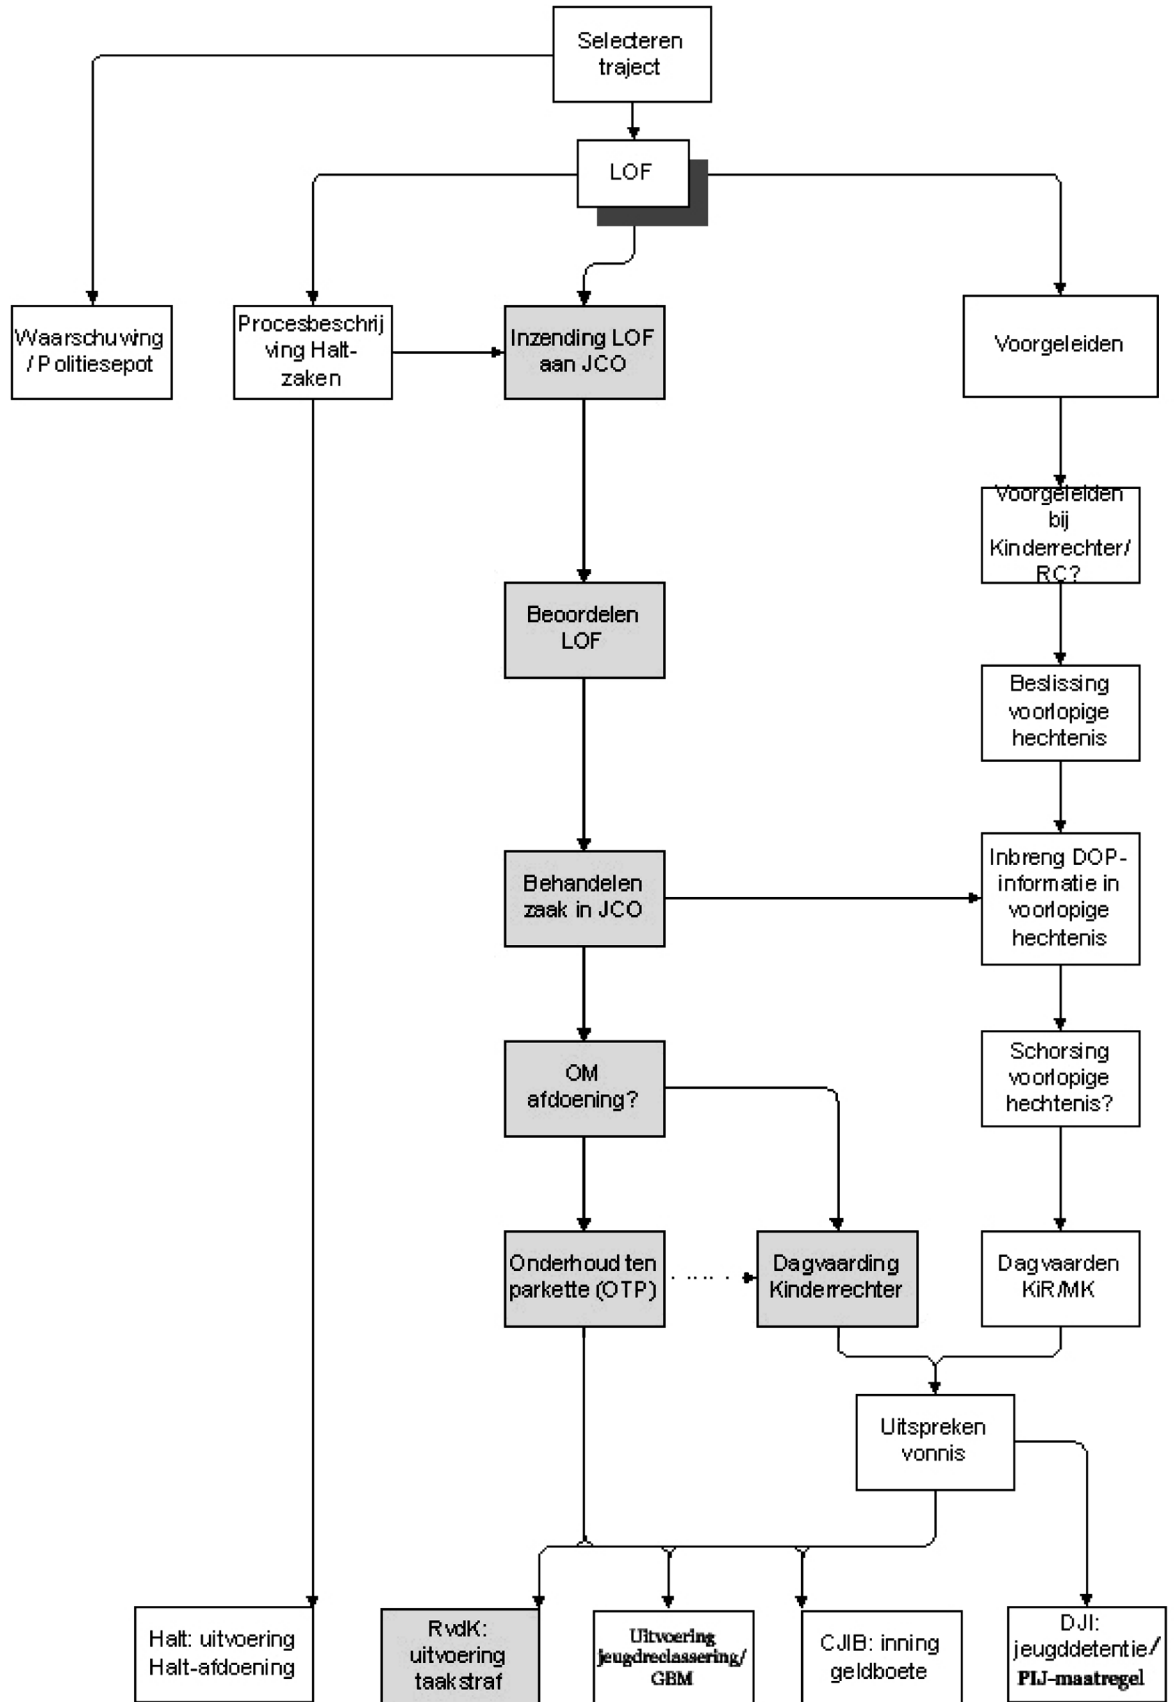 Selecteren
traject
LOF
Waarschuwing
/ Politiesepot
Procesbeschrij
ving Halt-
zaken
Inzending LOF
aan JCO
Voorgeleiden
Voorgeleiden
bij
Kinderrechter/
RC?
Beoordelen
LOF
Beslissing
voorlopige
hechtenis
Behandelen
zaak in JCO
Inbreng DOP-
informatie in
voorlopige
hechtenis
OM
afdoening?
Schorsing
voorlopige
hechtenis?
Onderhoud ten
parkette (OTP)
Dagvaarding
Kinderrechter
Dagvaarden
KiR/MK
Uitspreken
vonnis
Halt: uitvoering
Halt-afdoening
RvdK:
uitvoering
taakstraf
Uitvoering
jeugdreclassering/
GBM
CJIB: inning
geldboete
DJI:
jeugddetentie/
PIJ-maatregel